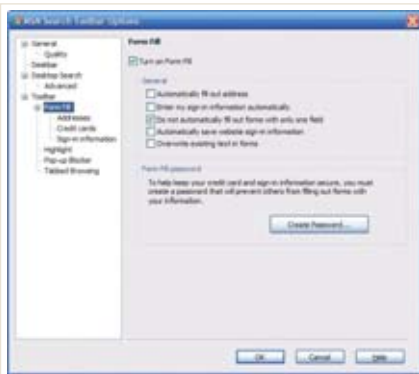 MSN Search Toolbar Options
General
Quality
Deskbar
Desktop Search
Advanced
Toolbar
Form Fill
Addresses
Credit cards
Sign-in information
Highlight
Pop-up Blocker
Tabbed Browsing
Form Fill
Turn on Form Fill
General
Automatically fill out address
Enter my sign-in information automatically
Do not automatically fill out forms with only one field
Automatically save website sign-in information
Overwrite existing text in forms
Form Fill password
To help keep your credit card and sign-in information secure, you must
create a password that will prevent others from filling out forms with
your information.
Create Password...
OK
Cancel
Help